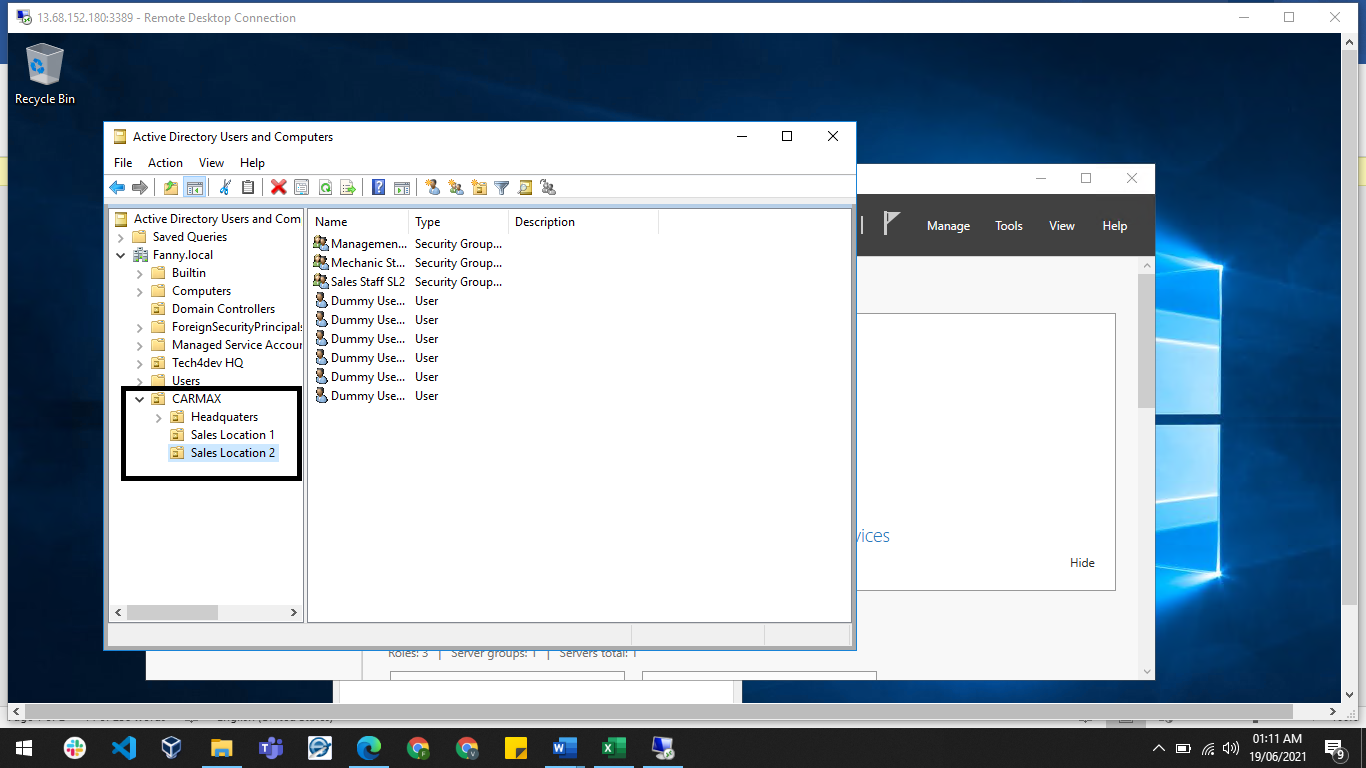 13.68.152.180:3389 - Remote Desktop Connection
Recycle Bin
Active Directory Users and Computers
File Action View Help
Active Directory Users and Com
Saved Queries
Fanny.local
Builtin
Computers
Domain Controllers
ForeignSecurityPrincipals
Managed Service Accour
Tech4dev HQ
Users
CARMAX
Headquaters
Sales Location 1
Sales Location 2
Name Type Description
Managemen... Security Group...
Mechanic St... Security Group...
Sales Staff SL2 Security Group...
Dummy Use... User
Dummy Use... User
Dummy Use... User
Dummy Use... User
Dummy Use... User
Dummy Use... User
Manage Tools View Help
vices
Hide
Roles: 3 | Server groups: 1 | Servers total: 1
01:11 AM
19/06/2021
9